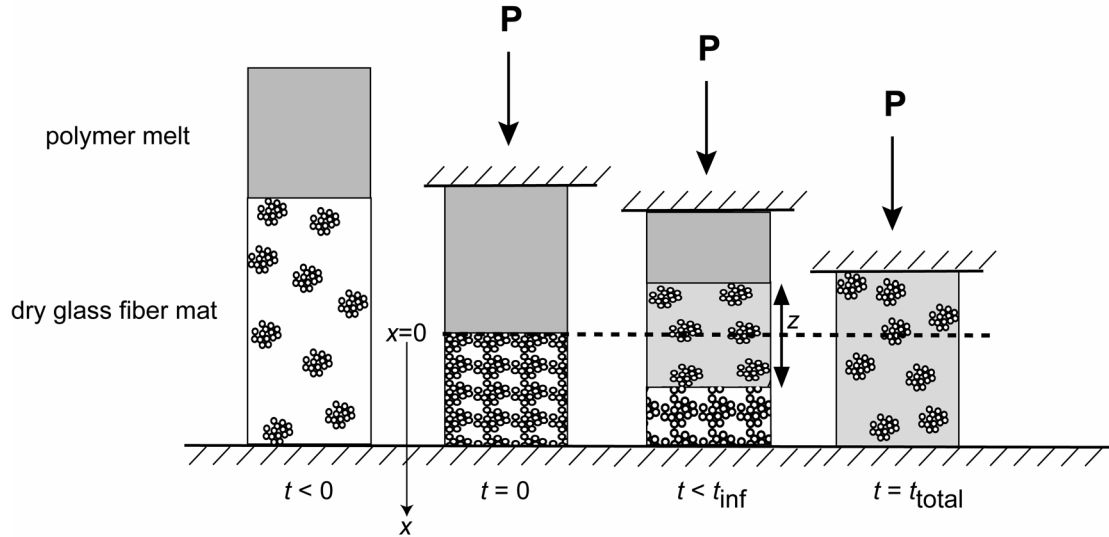 P
P
P
polymer melt
dry glass fiber mat
x=0
z
t < 0
t = 0
t < tinf
t = ttotal
x